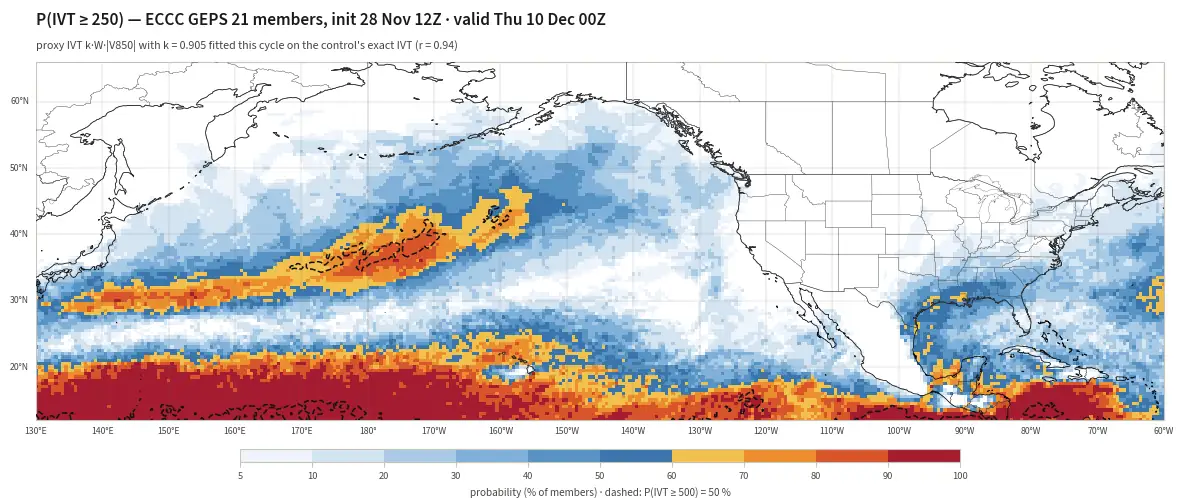 P(IVT ≥ 250) — ECCC GEPS 21 members, init 28 Nov 12Z · valid Thu 10 Dec 00Z
proxy IVT k·W·|V850| with k = 0.905 fitted this cycle on the control's exact IVT (r = 0.94)
60°N
50°N
40°N
30°N
20°N
130°E 140°E 150°E 160°E 170°E 180° 170°W 160°W 150°W 140°W 130°W 120°W 110°W 100°W 90°W 80°W 70°W 60°W
5 10 20 30 40 50 60 70 80 90 100
probability (% of members) · dashed: P(IVT ≥ 500) = 50 %